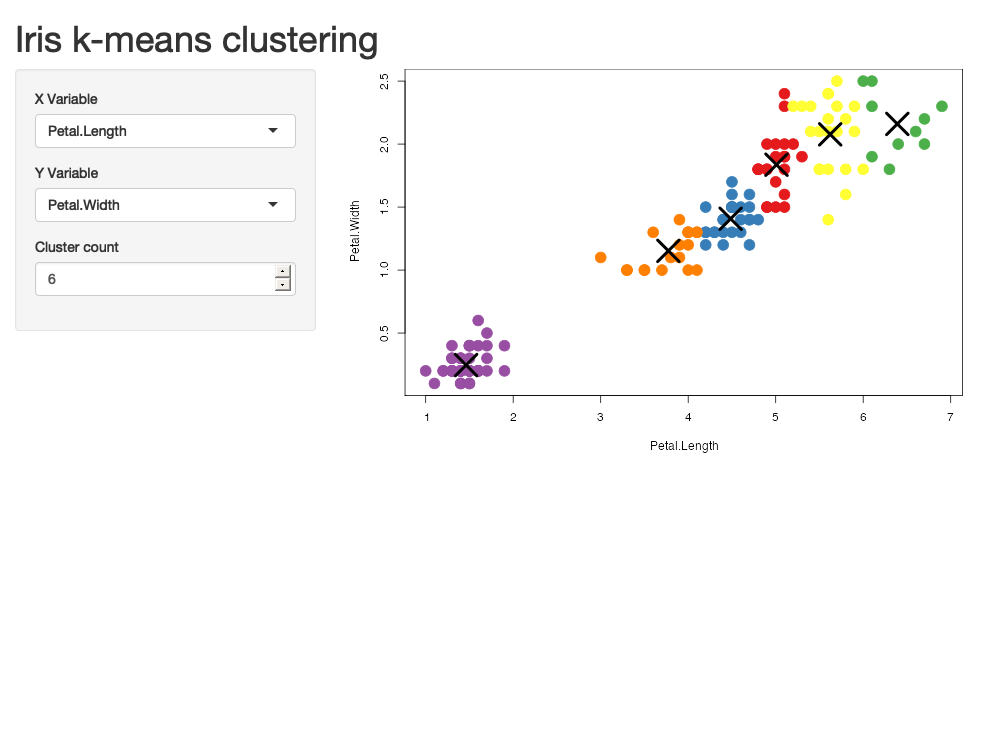 Iris k-means clustering
X Variable
Petal.Length
Y Variable
Petal.Width
Cluster count
6
Petal.Width
2.5
2.0
1.5
1.0
0.5
1 2 3 4 5 6 7
Petal.Length